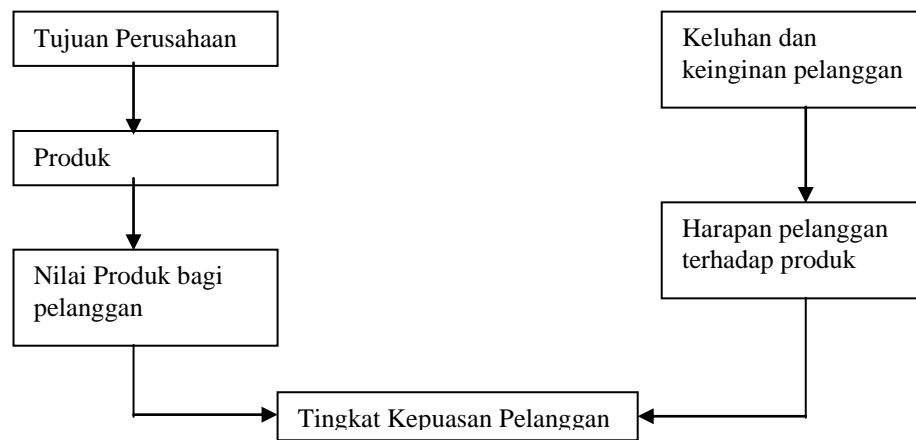 Tujuan Perusahaan
Keluhan dan
keinginan pelanggan
Produk
Harapan pelanggan
terhadap produk
Nilai Produk bagi
pelanggan
Tingkat Kepuasan Pelanggan